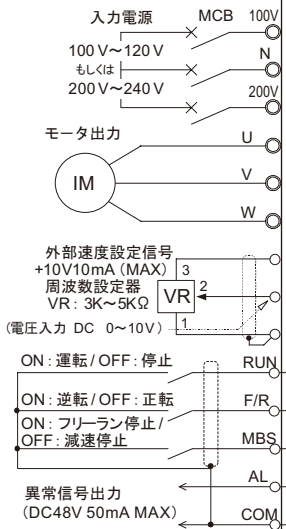 入力電源 MCB 100V
100 V～120 V N
もしくは
200 V～240 V 200V
モータ出力 U
IM V
W
外部速度設定信号
+10V10mA (MAX) 3
周波数設定器 VR 2
VR : 3K～5KΩ
1
(電圧入力 DC 0～10V)
ON : 運転 / OFF : 停止 RUN
ON : 逆転 / OFF : 正転 F/R
ON : フリーラン停止 /
OFF : 減速停止 MBS
AL
異常信号出力
(DC48V 50mA MAX) COM